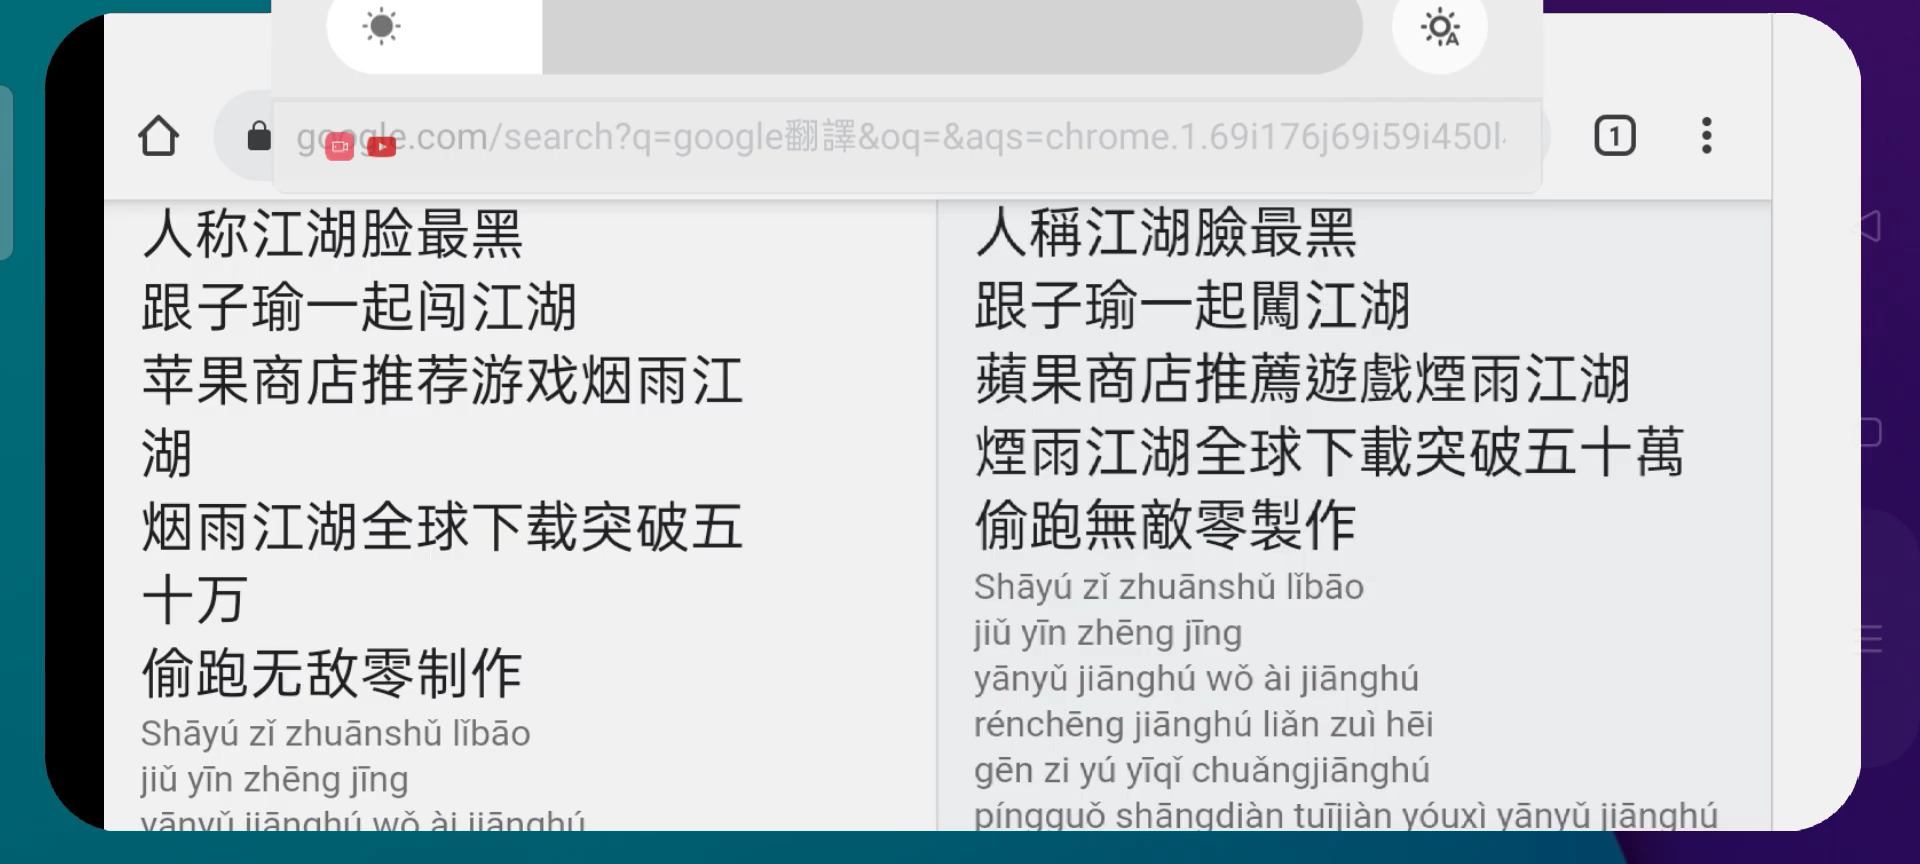 google.com/search?q=google翻譯&oq=&aqs=chrome.1.69i176j69i59i450l
1
人称江湖脸最黑
跟子瑜一起闯江湖
苹果商店推荐游戏烟雨江
湖
烟雨江湖全球下载突破五
十万
偷跑无敌零制作
Shāyú zǐ zhuānshǔ lǐbāo
jiǔ yīn zhēng jīng
yānyǔ jiānghú wǒ ài jiānghú
人稱江湖臉最黑
跟子瑜一起闖江湖
蘋果商店推薦遊戲煙雨江湖
煙雨江湖全球下載突破五十萬
偷跑無敵零製作
Shāyú zǐ zhuānshǔ lǐbāo
jiǔ yīn zhēng jīng
yānyǔ jiānghú wǒ ài jiānghú
rénchēng jiānghú liǎn zuì hēi
gēn zi yú yīqǐ chuǎngjiānghú
píngguǒ shāngdiàn tuījiàn yóuxì yānyǔ jiānghú